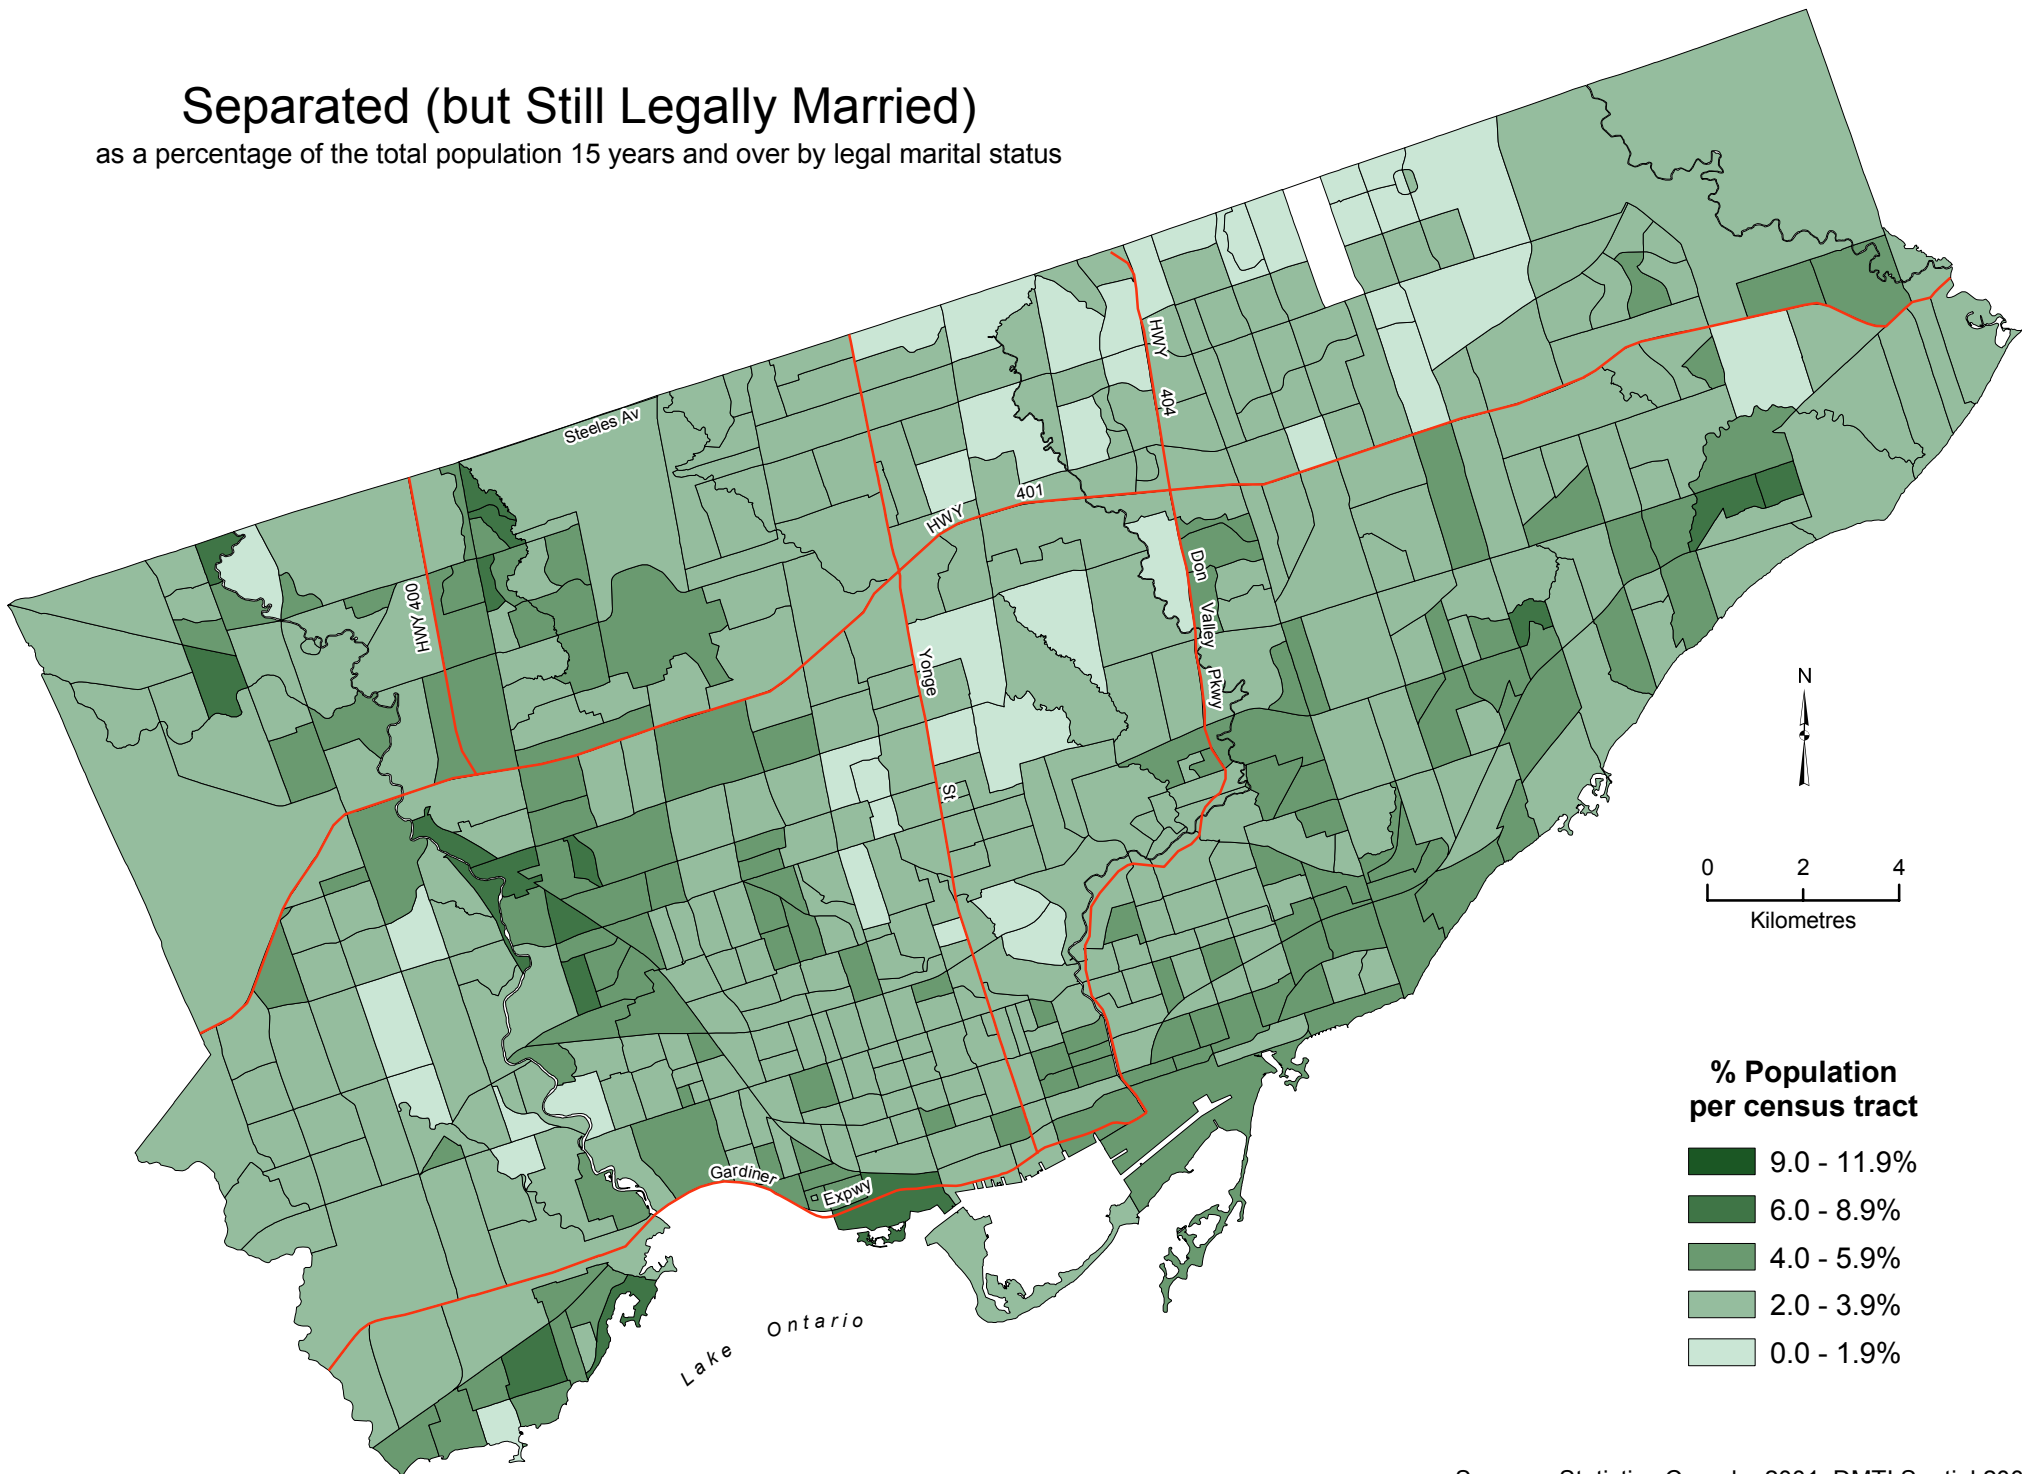 Separated (but Still Legally Married)
as a percentage of the total population 15 years and over by legal marital status
Steeles Av
HWY 400
HWY
401
HWY
404
Don
Valley
Pkwy
Yonge
St
Gardiner
Expwy
Lake Ontario
N
0 2 4
Kilometres
% Population
per census tract
9.0 - 11.9%
6.0 - 8.9%
4.0 - 5.9%
2.0 - 3.9%
0.0 - 1.9%